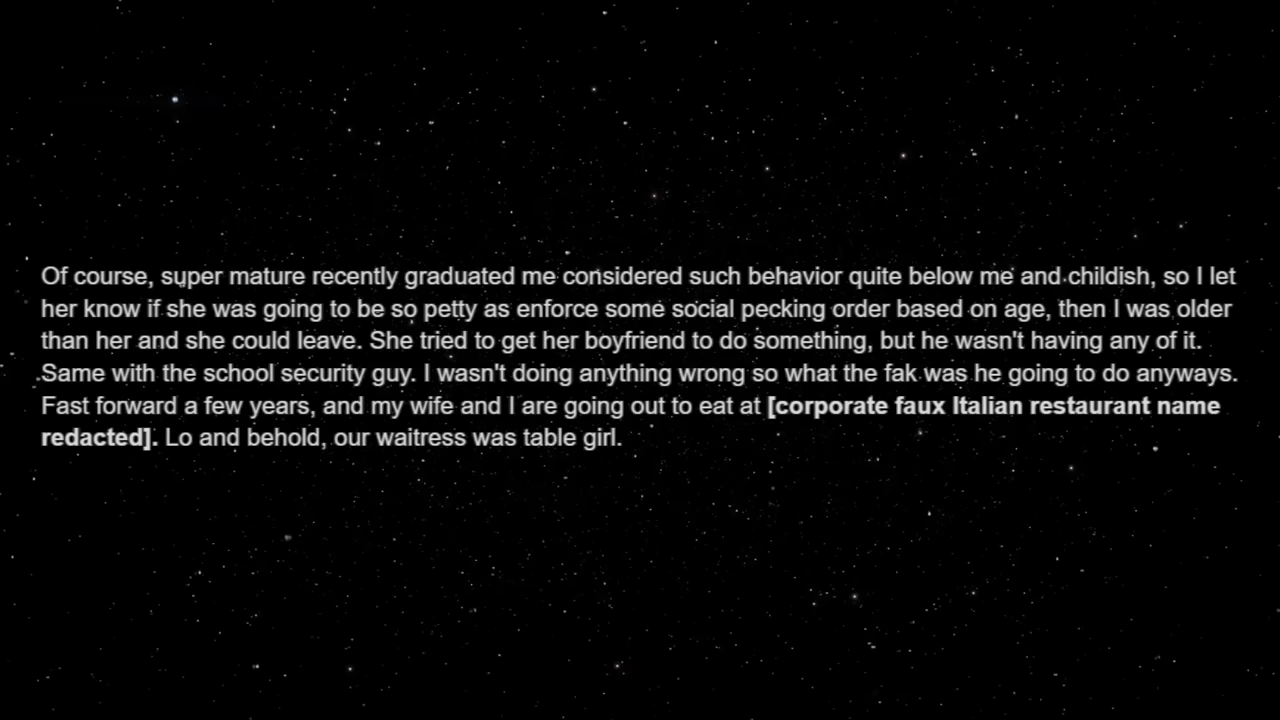 Of course, super mature recently graduated me considered such behavior quite below me and childish, so I let
her know if she was going to be so petty as enforce some social pecking order based on age, then I was older
than her and she could leave. She tried to get her boyfriend to do something, but he wasn't having any of it.
Same with the school security guy. I wasn't doing anything wrong so what the fak was he going to do anyways.
Fast forward a few years, and my wife and I are going out to eat at [corporate faux Italian restaurant name
redacted]. Lo and behold, our waitress was table girl.